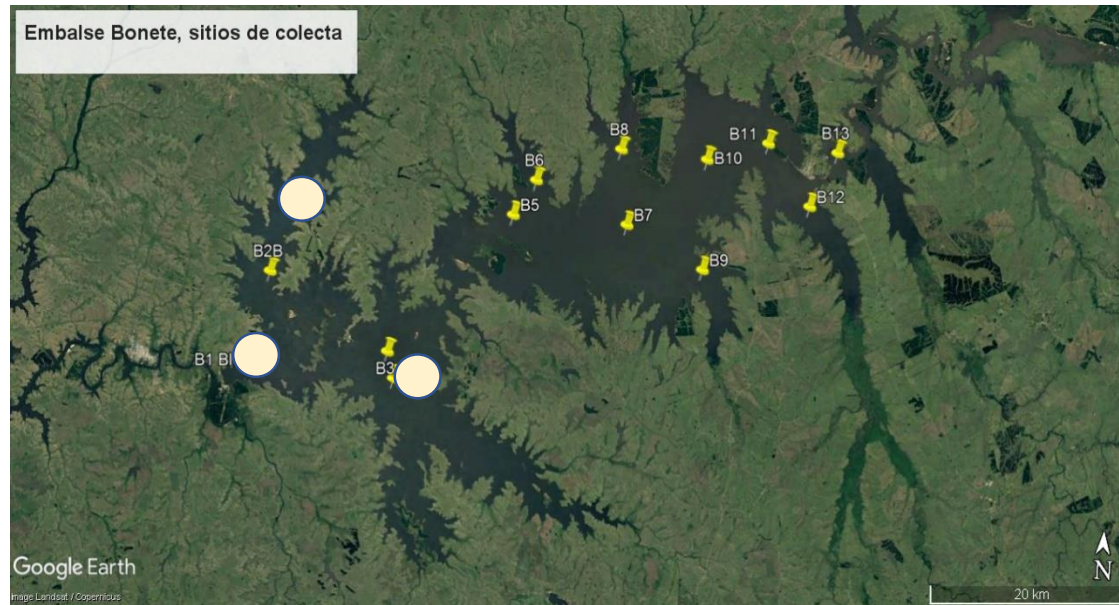 Embalse Bonete, sitios de colecta
B8
B11
B13
B6
B10
B5
B7
B12
B2B
B9
B1 B
B3
Google Earth
N
Image Landsat / Copernicus
20 km